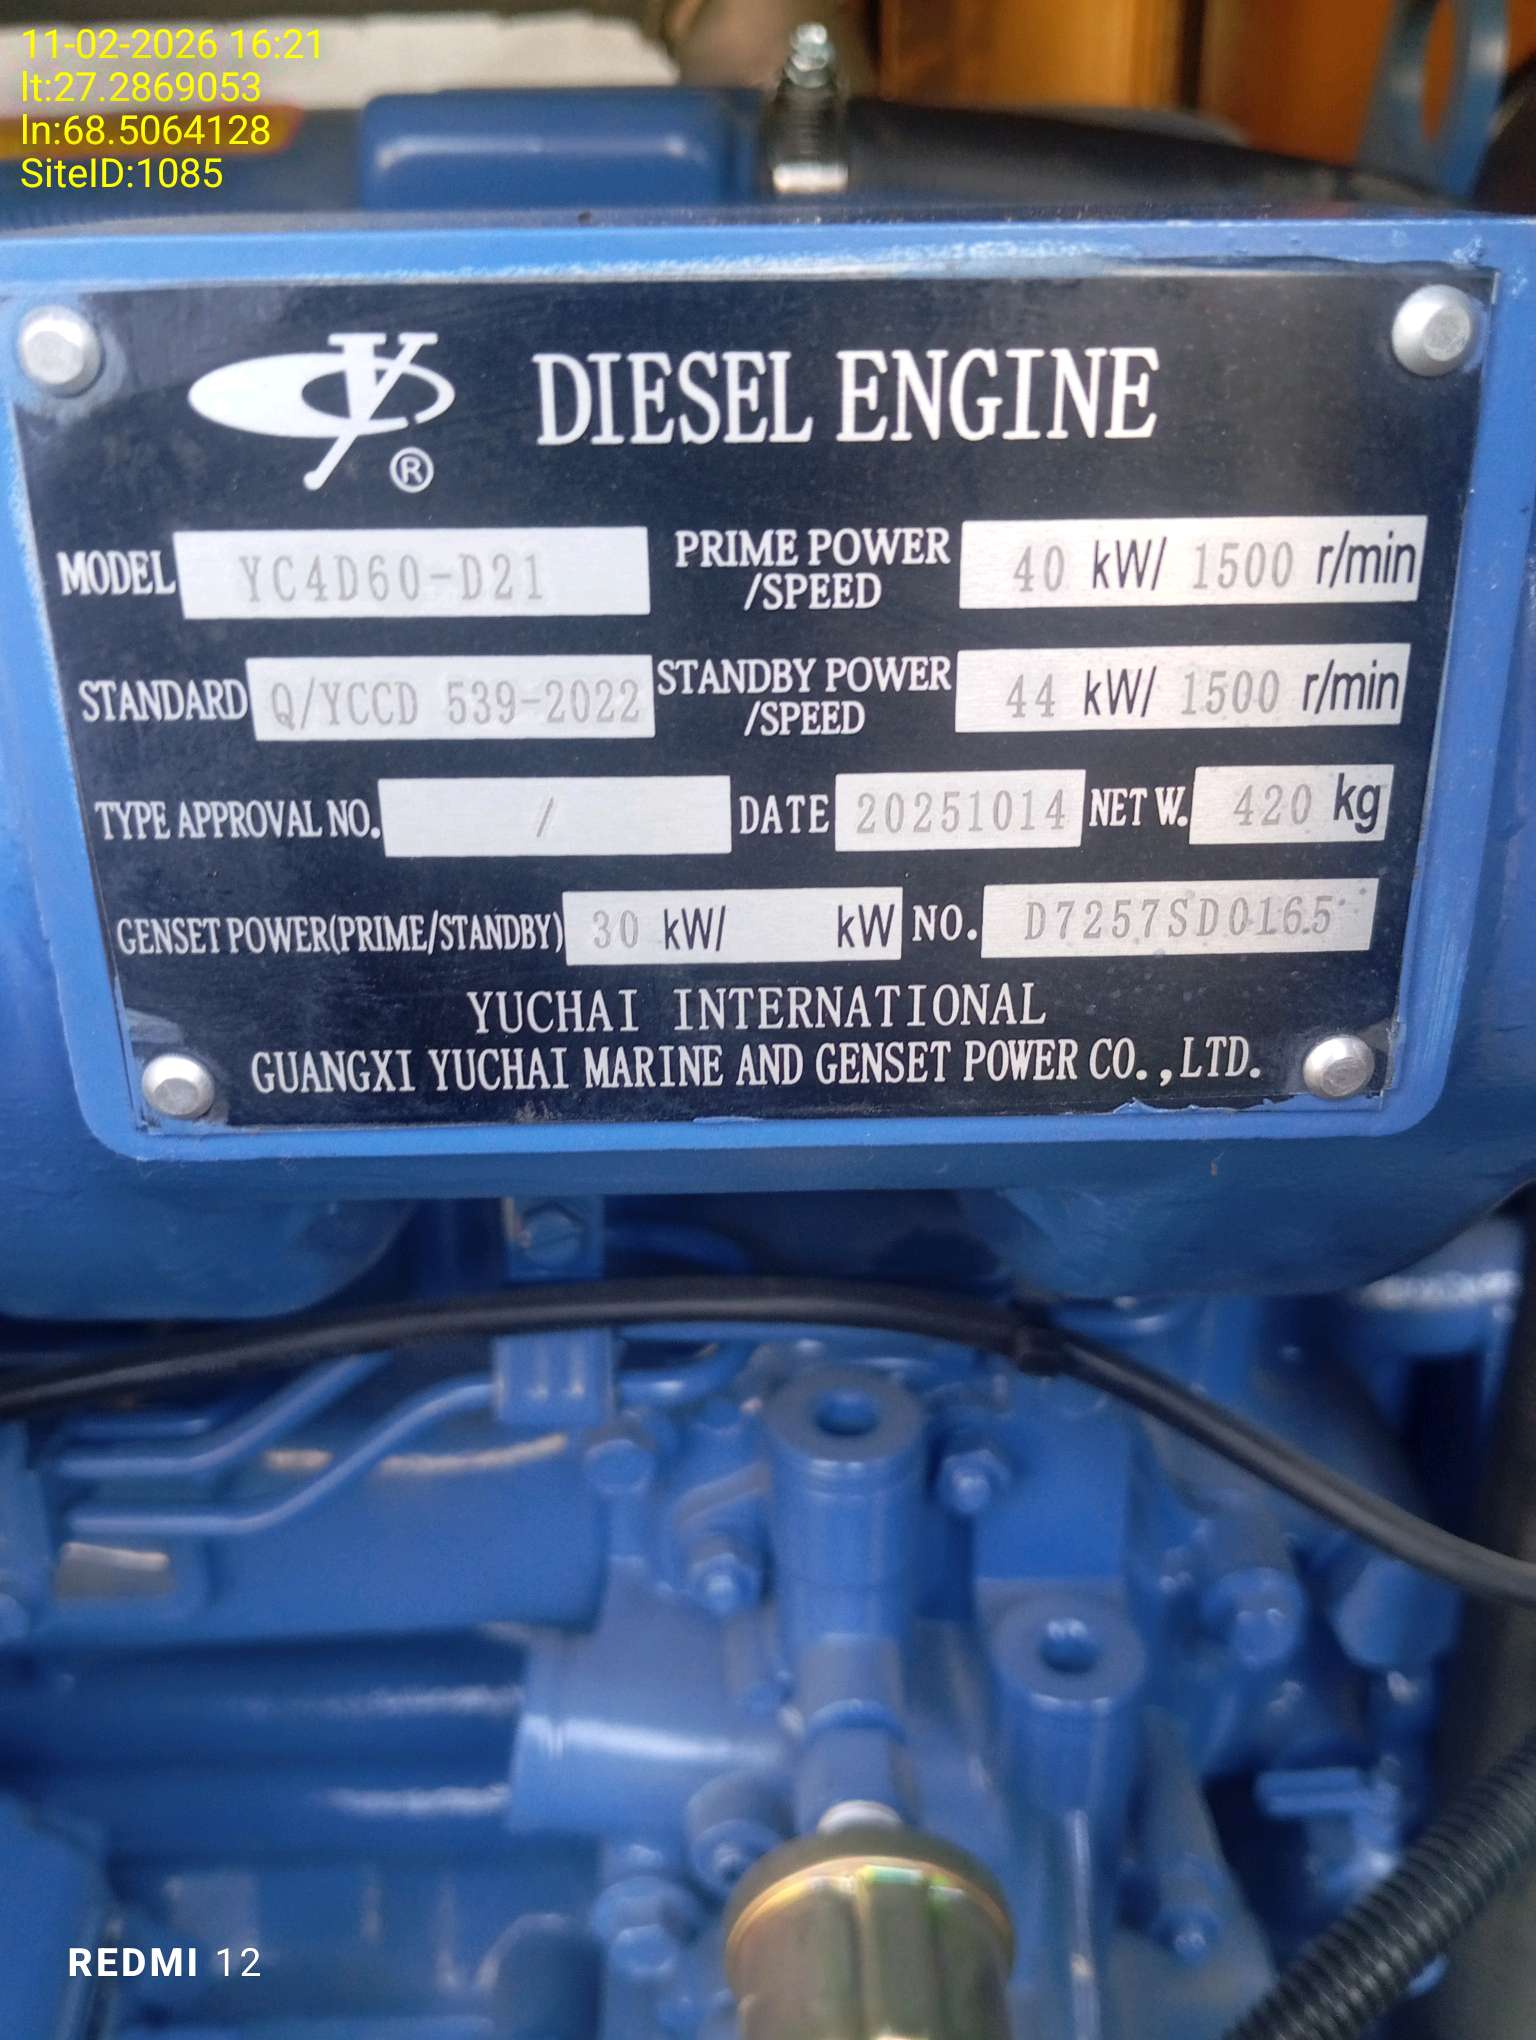 11-02-2026 16:21
lt:27.2869053
ln:68.5064128
SiteID:1085
DIESEL ENGINE
®
MODEL YC4D60-D21 PRIME POWER /SPEED 40 kW/ 1500 r/min
STANDARD Q/YCCD 539-2022 STANDBY POWER /SPEED 44 kW/ 1500 r/min
TYPE APPROVAL NO. / DATE 20251014 NET W. 420 kg
GENSET POWER(PRIME/STANDBY) 30 kW/ kW NO. D7257SD0165
YUCHAI INTERNATIONAL
GUANGXI YUCHAI MARINE AND GENSET POWER CO.,LTD.
REDMI 12